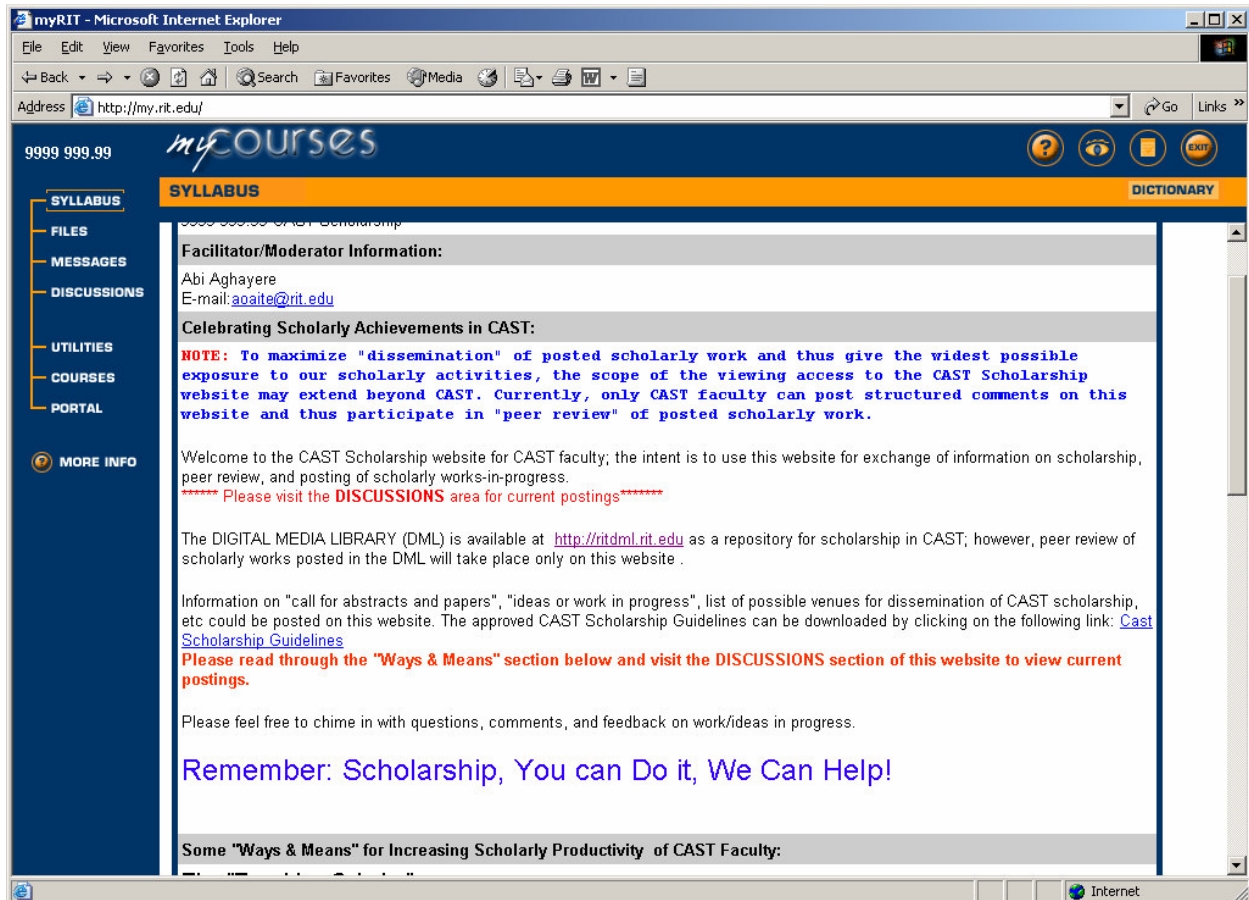 myRIT - Microsoft Internet Explorer
File Edit View Favorites Tools Help
Back Search Favorites Media
Address http://my.rit.edu/ Go Links »
9999 999.99
myCOURSES
EXIT
SYLLABUS
DICTIONARY
SYLLABUS
FILES
MESSAGES
DISCUSSIONS
UTILITIES
COURSES
PORTAL
MORE INFO
9999 999.99 CAST Scholarship
Facilitator/Moderator Information:
Abi Aghayere
E-mail:aoaite@rit.edu
Celebrating Scholarly Achievements in CAST:
NOTE: To maximize "dissemination" of posted scholarly work and thus give the widest possible
exposure to our scholarly activities, the scope of the viewing access to the CAST Scholarship
website may extend beyond CAST. Currently, only CAST faculty can post structured comments on this
website and thus participate in "peer review" of posted scholarly work.
Welcome to the CAST Scholarship website for CAST faculty; the intent is to use this website for exchange of information on scholarship,
peer review, and posting of scholarly works-in-progress.
****** Please visit the DISCUSSIONS area for current postings*******
The DIGITAL MEDIA LIBRARY (DML) is available at http://ritdml.rit.edu as a repository for scholarship in CAST; however, peer review of
scholarly works posted in the DML will take place only on this website .
Information on "call for abstracts and papers", "ideas or work in progress", list of possible venues for dissemination of CAST scholarship,
etc could be posted on this website. The approved CAST Scholarship Guidelines can be downloaded by clicking on the following link: Cast
Scholarship Guidelines
Please read through the "Ways & Means" section below and visit the DISCUSSIONS section of this website to view current
postings.
Please feel free to chime in with questions, comments, and feedback on work/ideas in progress.
Remember: Scholarship, You can Do it, We Can Help!
Some "Ways & Means" for Increasing Scholarly Productivity of CAST Faculty:
Internet